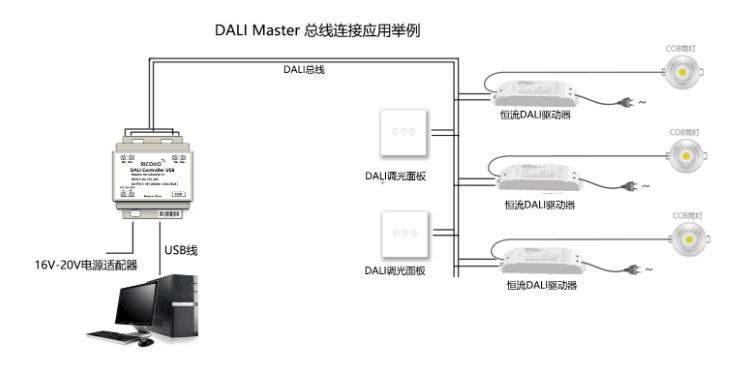 DALI Master 总线连接应用举例
DALI总线
COB筒灯
恒流DALI驱动器
~
DALI调光面板
COB筒灯
恒流DALI驱动器
~
RICOVO
DALI Controller USB
Made in China
USB
16V-20V电源适配器
USB线
DALI调光面板
COB筒灯
恒流DALI驱动器
~